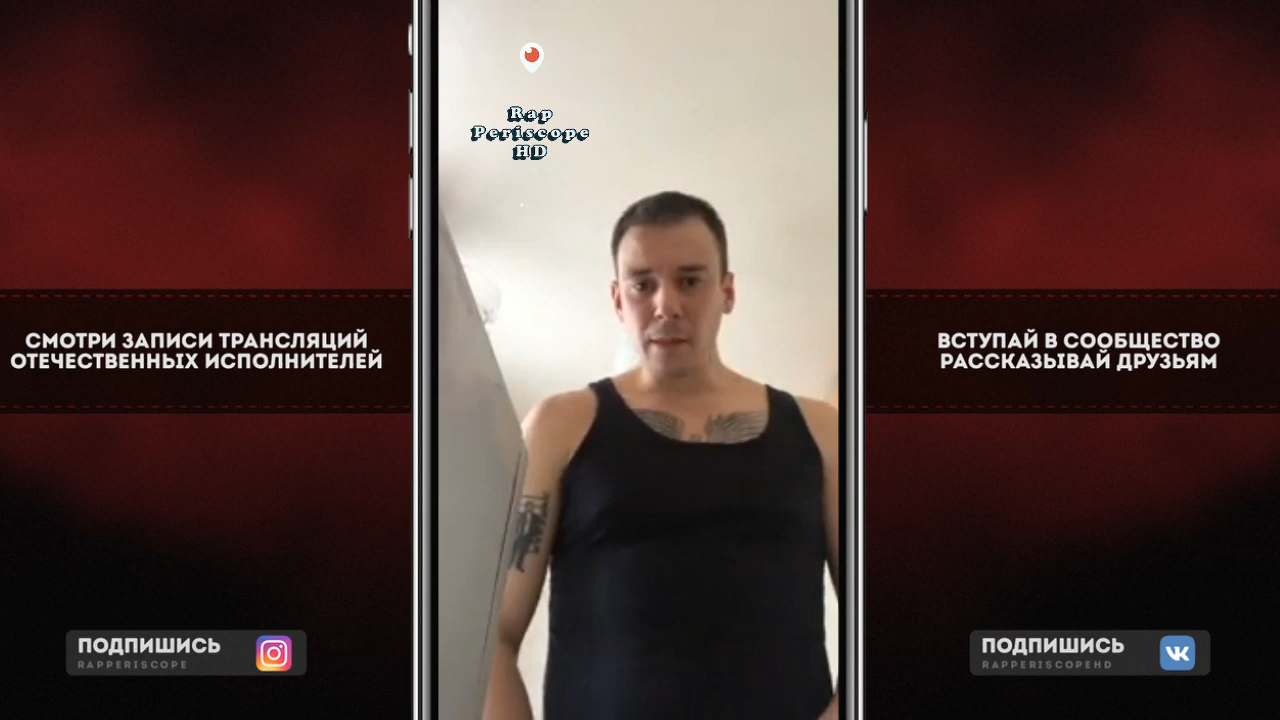 Rap
Periscope
HD
СМОТРИ ЗАПИСИ ТРАНСЛЯЦИЙ
ОТЕЧЕСТВЕННЫХ ИСПОЛНИТЕЛЕЙ
ВСТУПАЙ В СООБЩЕСТВО
РАССКАЗЫВАЙ ДРУЗЬЯМ
ПОДПИШИСЬ
RAPPERISCOPE
ПОДПИШИСЬ
RAPPERISCOPEHD